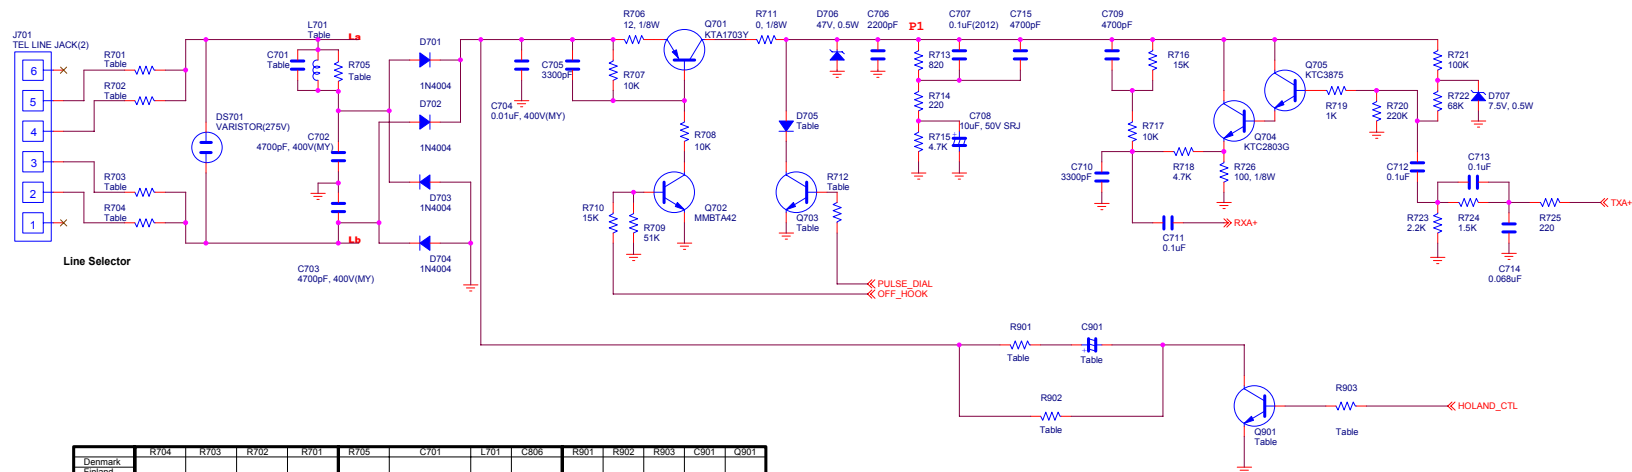 J701
TEL LINE JACK(2)
6
5
4
3
2
1
Line Selector
R701
Table
R702
Table
R703
Table
R704
Table
DS701
VARISTOR(275V)
L701
Table
C701
Table
R705
Table
La
Lb
C702
4700pF, 400V(MY)
C703
4700pF, 400V(MY)
D701
1N4004
D702
1N4004
D703
1N4004
D704
1N4004
C704
0.01uF, 400V(MY)
C705
3300pF
R706
12, 1/8W
R707
10K
Q701
KTA1703Y
R708
10K
Q702
MMBTA42
R709
51K
R710
15K
R711
0, 1/8W
D705
Table
Q703
Table
R712
Table
PULSE_DIAL
OFF_HOOK
D706
47V, 0.5W
C706
2200pF
P1
C707
0.1uF(2012)
C715
4700pF
R713
820
R714
220
R715
4.7K
C708
10uF, 50V SRJ
C709
4700pF
R716
15K
R717
10K
C710
3300pF
R718
4.7K
C711
0.1uF
RXA+
Q704
KTC2803G
R726
100, 1/8W
Q705
KTC3875
R719
1K
R720
220K
R721
100K
R722
68K
D707
7.5V, 0.5W
C712
0.1uF
C713
0.1uF
R723
2.2K
R724
1.5K
R725
220
C714
0.068uF
TXA+
R901
Table
C901
Table
R902
Table
Q901
Table
R903
Table
HOLAND_CTL
R704 R703 R702 R701 R705 C701 L701 C806 R901 R902 R903 C901 Q901
Denmark
Finland